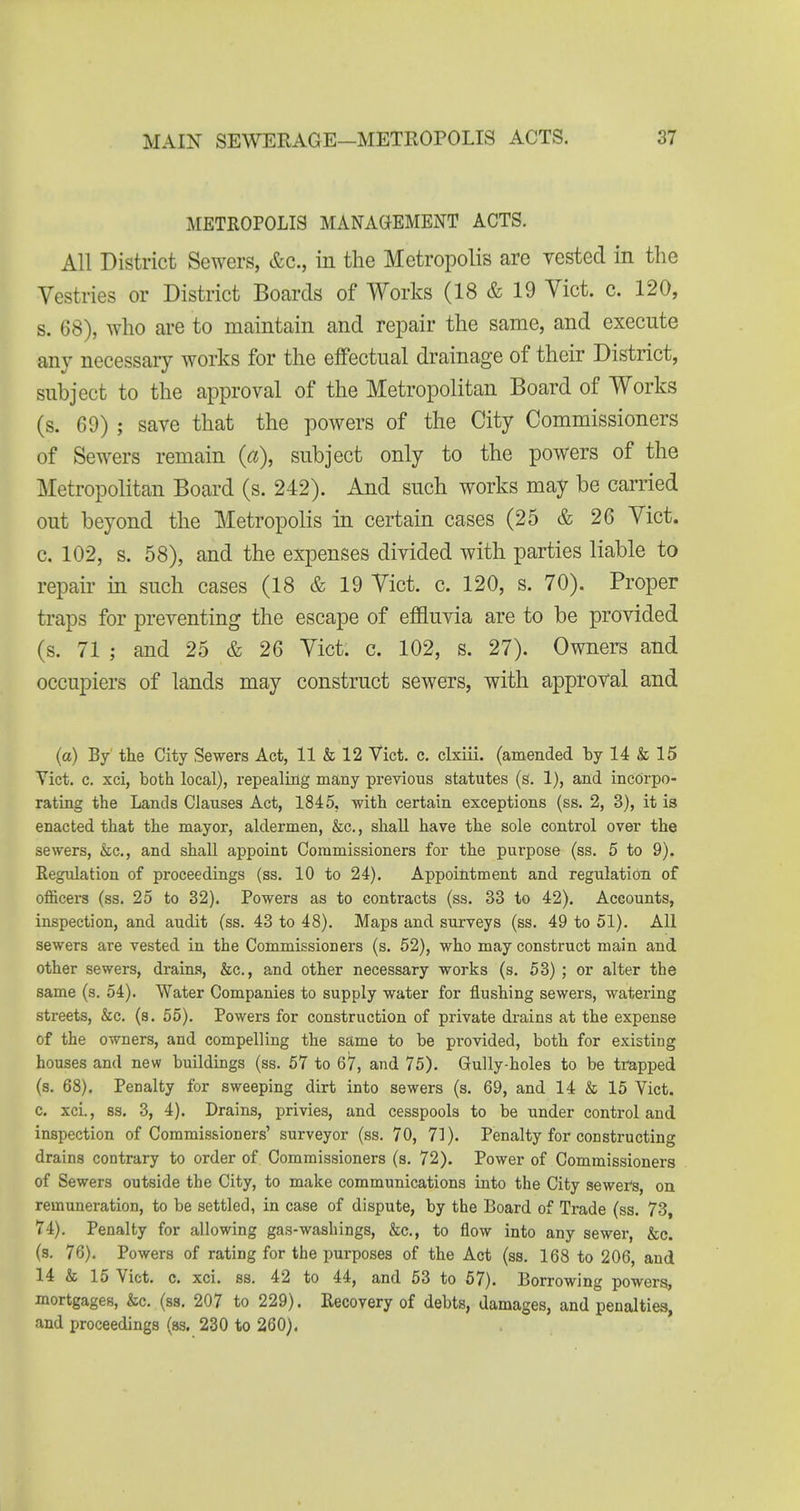 MAIN SEWERAGE—METROPOLIS ACTS. 37
METROPOLIS MANAGEMENT ACTS.
All District Sewers, &c., in the Metropolis are vested in the
Vestries or District Boards of Works (18 & 19 Vict. c. 120,
s. 68), who are to maintain and repair the same, and execute
any necessary works for the effectual drainage of their District,
subject to the approval of the Metropolitan Board of Works
(s. 69) ; save that the powers of the City Commissioners
of Sewers remain (a), subject only to the powers of the
Metropolitan Board (s. 242). And such works may be carried
out beyond the Metropolis in certain cases (25 & 26 Vict.
c. 102, s. 58), and the expenses divided with parties liable to
repair in such cases (18 & 19 Vict. c. 120, s. 70). Proper
traps for preventing the escape of effluvia are to be provided
(s. 71 ; and 25 & 26 Vict. c. 102, s. 27). Owners and
occupiers of lands may construct sewers, with approval and
(a) By the City Sewers Act, 11 & 12 Vict. c. clxiii. (amended by 14 & 15
Vict. c. xci, both local), repealing many previous statutes (s. 1), and incorpo-
rating the Lands Clauses Act, 1845, with certain exceptions (ss. 2, 3), it is
enacted that the mayor, aldermen, &c., shall have the sole control over the
sewers, &c., and shall appoint Commissioners for the purpose (ss. 5 to 9).
Regulation of proceedings (ss. 10 to 24). Appointment and regulation of
officers (ss. 25 to 32). Powers as to contracts (ss. 33 to 42). Accounts,
inspection, and audit (ss. 43 to 48). Maps and surveys (ss. 49 to 51). All
sewers are vested in the Commissioners (s. 52), who may construct main and
other sewers, drains, &c., and other necessary works (s. 53) ; or alter the
same (s. 54). Water Companies to supply water for flushing sewers, watering
streets, &c. (s. 55). Powers for construction of private drains at the expense
of the owners, and compelling the same to be provided, both for existing
houses and new buildings (ss. 57 to 67, and 75). Gully-holes to be trapped
(s. 68). Penalty for sweeping dirt into sewers (s. 69, and 14 & 15 Vict.
c. xci., ss. 3, 4). Drains, privies, and cesspools to be under control and
inspection of Commissioners' surveyor (ss. 70, 71). Penalty for constructing
drains contrary to order of Commissioners (s. 72). Power of Commissioners
of Sewers outside the City, to make communications into the City sewers, on
remuneration, to be settled, in case of dispute, by the Board of Trade (ss. 73,
74). Penalty for allowing gas-washings, &c., to flow into any sewer, &c.
(s. 76). Powers of rating for the purposes of the Act (ss. 168 to 206, and
14 & 15 Vict. c. xci. ss. 42 to 44, and 53 to 57). Borrowing powers,
mortgages, &c. (ss. 207 to 229). Recovery of debts, damages, and penalties,
and proceedings (ss. 230 to 260).